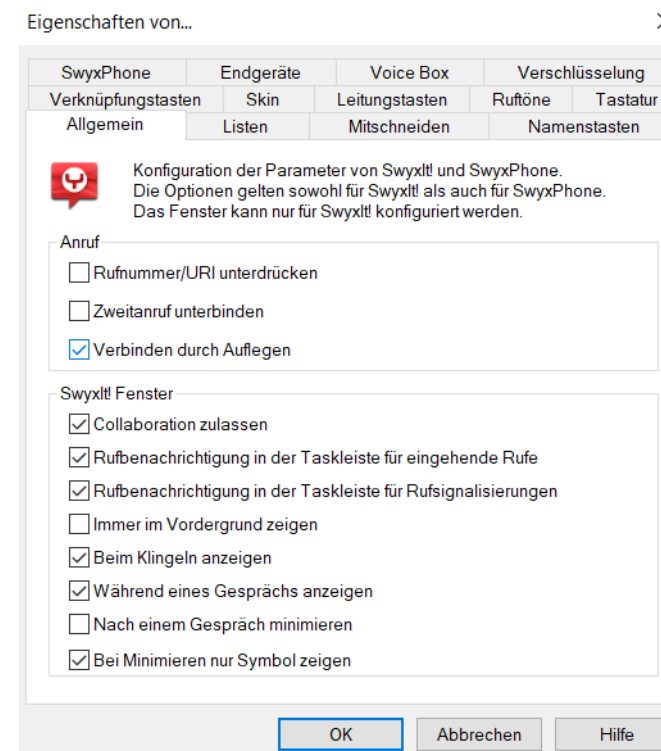 Eigenschaften von...
SwyxPhone Endgeräte Voice Box Verschlüsselung
Verknüpfungstasten Skin Leitungstasten Ruftöne Tastatur
Allgemein Listen Mitschneiden Namenstasten
Konfiguration der Parameter von SwyxIt! und SwyxPhone.
Die Optionen gelten sowohl für SwyxIt! als auch für SwyxPhone.
Das Fenster kann nur für SwyxIt! konfiguriert werden.
Anruf
Rufnummer/URI unterdrücken
Zweitanruf unterbinden
Verbinden durch Auflegen
SwyxIt! Fenster
Collaboration zulassen
Rufbenachrichtigung in der Taskleiste für eingehende Rufe
Rufbenachrichtigung in der Taskleiste für Rufsignalisierungen
Immer im Vordergrund zeigen
Beim Klingeln anzeigen
Während eines Gesprächs anzeigen
Nach einem Gespräch minimieren
Bei Minimieren nur Symbol zeigen
OK Abbrechen Hilfe